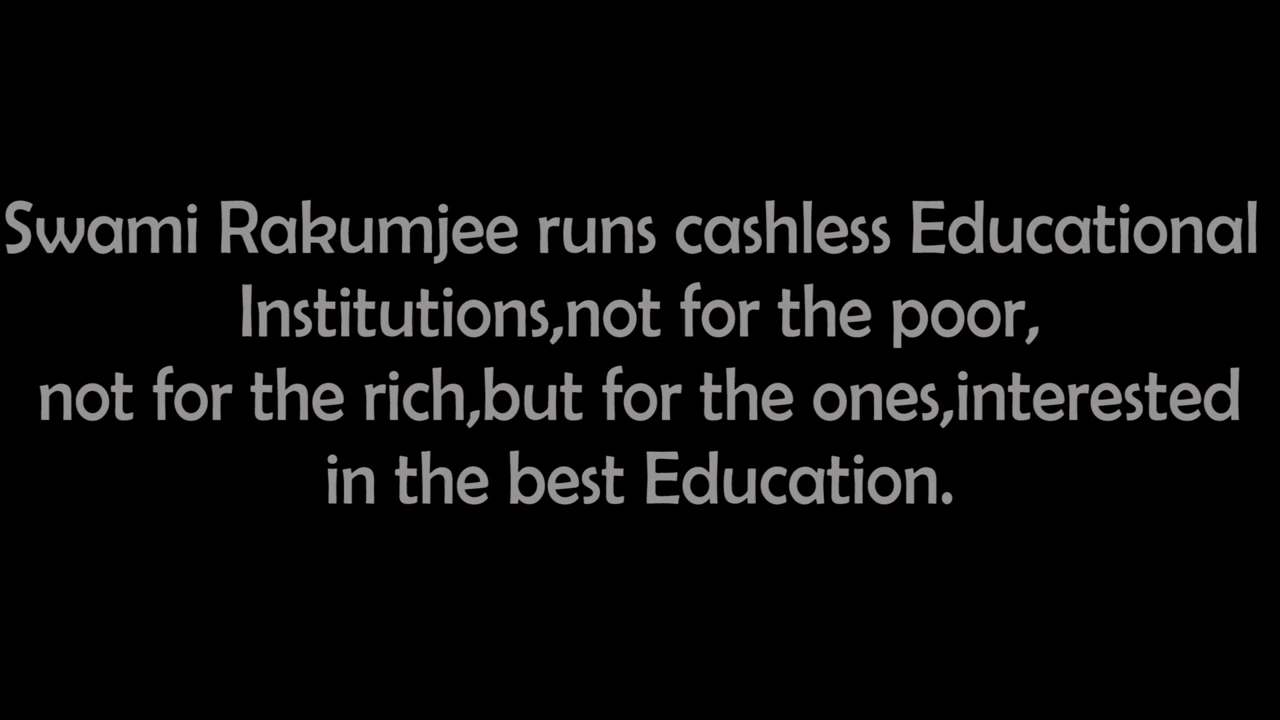 Swami Rakumjee runs cashless Educational
Institutions,not for the poor,
not for the rich,but for the ones,interested
in the best Education.